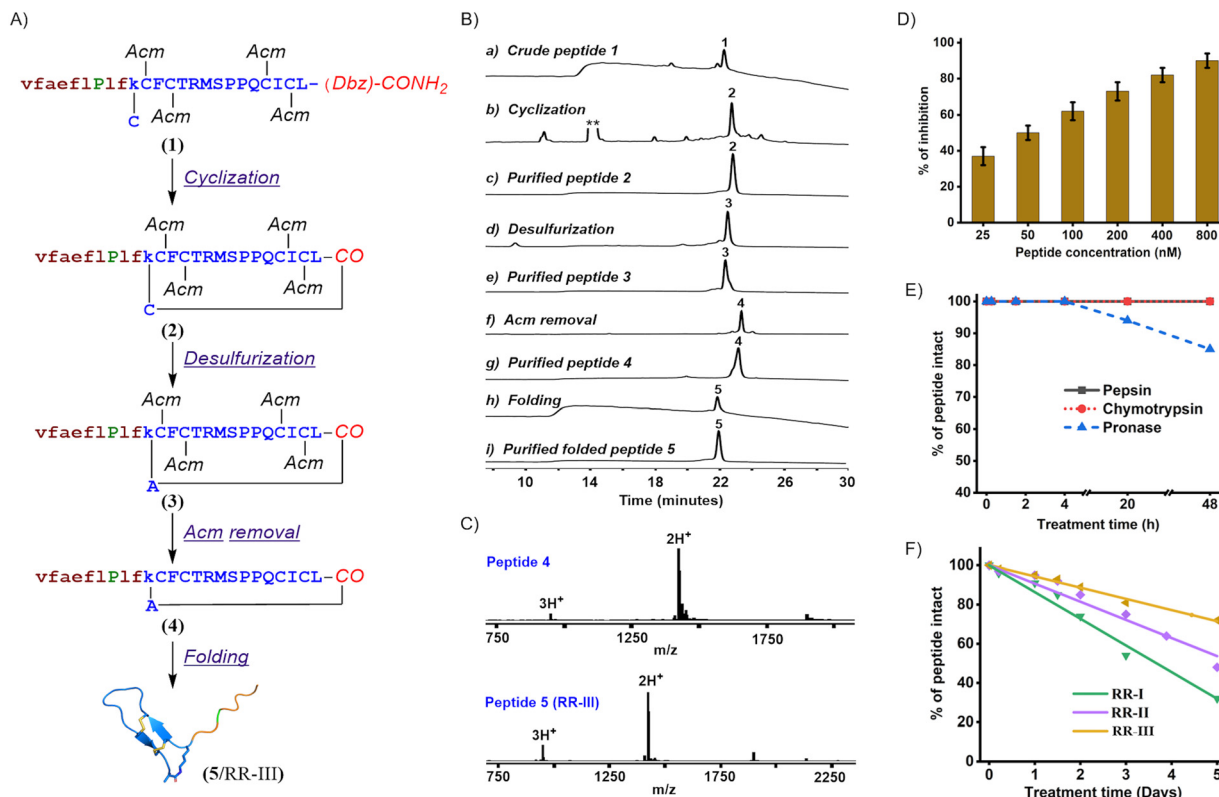 A)
Acm Acm
vfaeflPlfkCFCTRMSPPQCICL-(Dbz)-CONH2
C Acm Acm
(1)
Cyclization
Acm Acm
vfaeflPlfkCFCTRMSPPQCICL-CO
Acm Acm
C
(2)
Desulfurization
Acm Acm
vfaeflPlfkCFCTRMSPPQCICL-CO
Acm Acm
A
(3)
Acm removal
vfaeflPlfkCFCTRMSPPQCICL-CO
A
(4)
Folding
(5/RR-III)
B)
a) Crude peptide 1
1
b) Cyclization
**
2
c) Purified peptide 2
2
d) Desulfurization
3
e) Purified peptide 3
3
f) Acm removal
4
g) Purified peptide 4
4
h) Folding
5
i) Purified folded peptide 5
5
10 14 18 22 26 30
Time (minutes)
C)
Peptide 4
3H+
2H+
750 1250 1750
m/z
Peptide 5 (RR-III)
3H+
2H+
750 1250 1750 2250
m/z
D)
% of inhibition
100
80
60
40
20
0
25 50 100 200 400 800
Peptide concentration (nM)
E)
% of peptide intact
100
90
80
70
60
50
40
Pepsin
Chymotrypsin
Pronase
0 2 4 20 48
Treatment time (h)
F)
% of peptide intact
100
80
60
40
20
0
RR-I
RR-II
RR-III
0 1 2 3 4 5
Treatment time (Days)